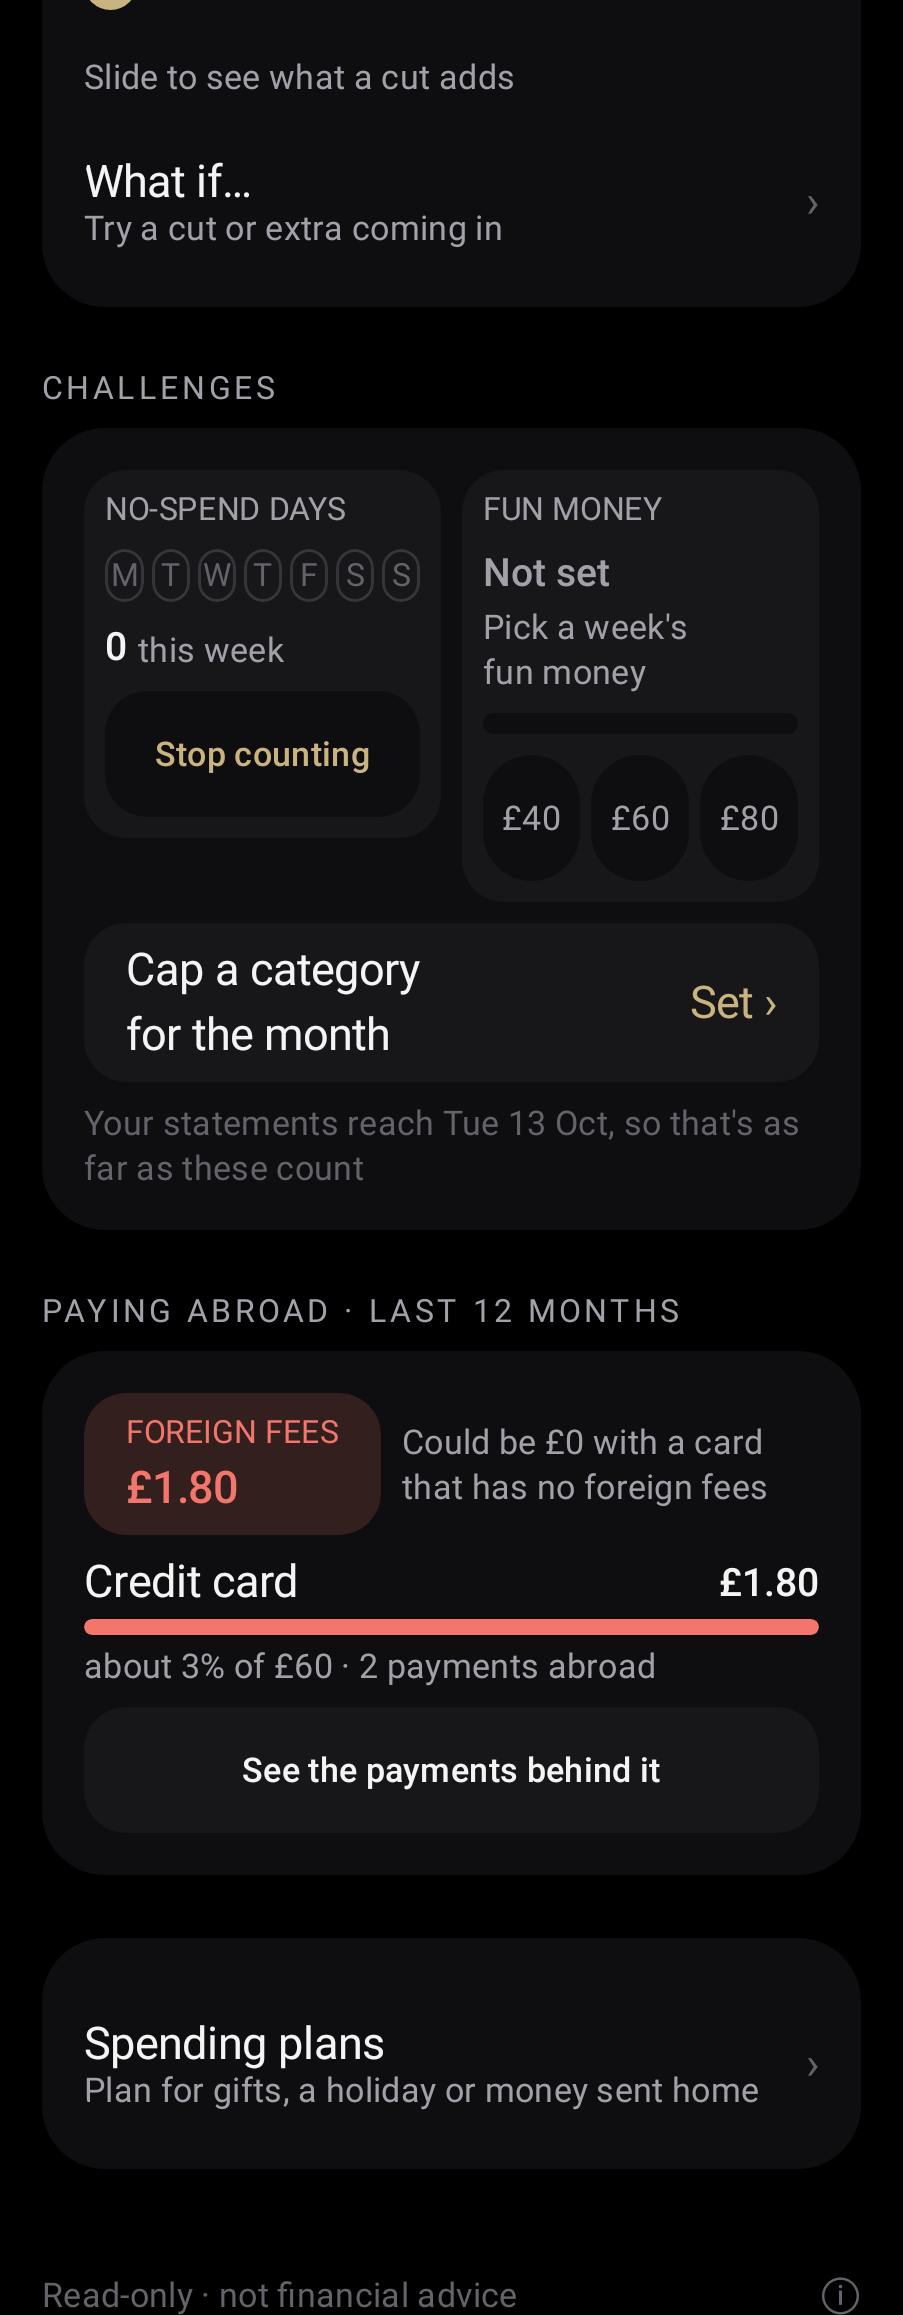 Slide to see what a cut adds
What if...
Try a cut or extra coming in
›
CHALLENGES
NO-SPEND DAYS
M T W T F S S
0 this week
Stop counting
FUN MONEY
Not set
Pick a week's
fun money
£40 £60 £80
Cap a category
for the month
Set ›
Your statements reach Tue 13 Oct, so that's as
far as these count
PAYING ABROAD · LAST 12 MONTHS
FOREIGN FEES
£1.80
Could be £0 with a card
that has no foreign fees
Credit card £1.80
about 3% of £60 · 2 payments abroad
See the payments behind it
Spending plans
Plan for gifts, a holiday or money sent home
›
Read-only · not financial advice